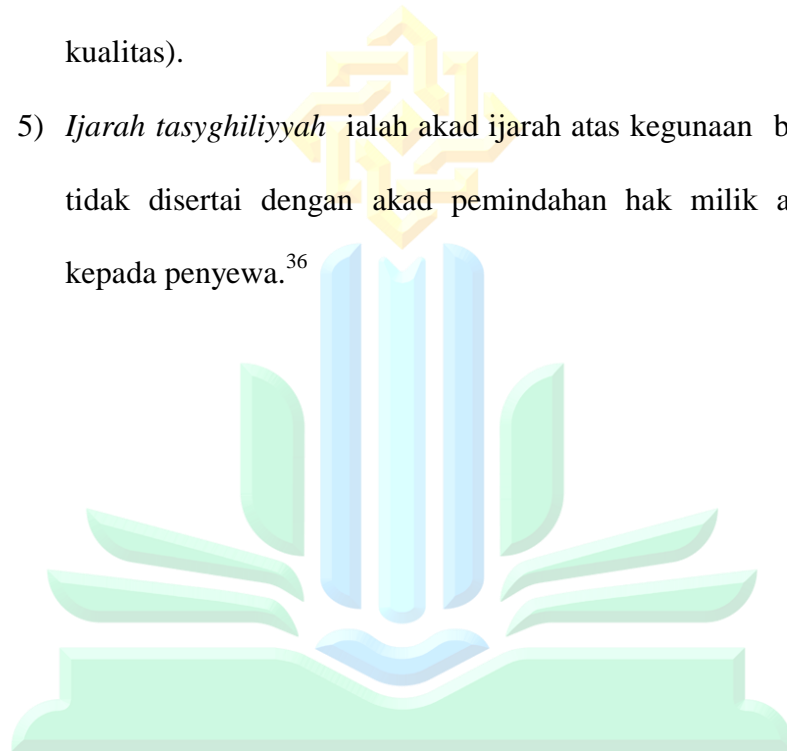 kualitas).
5) Ijarah tasyghiliyyah ialah akad ijarah atas kegunaan
tidak disertai dengan akad pemindahan hak milik
kepada penyewa.36